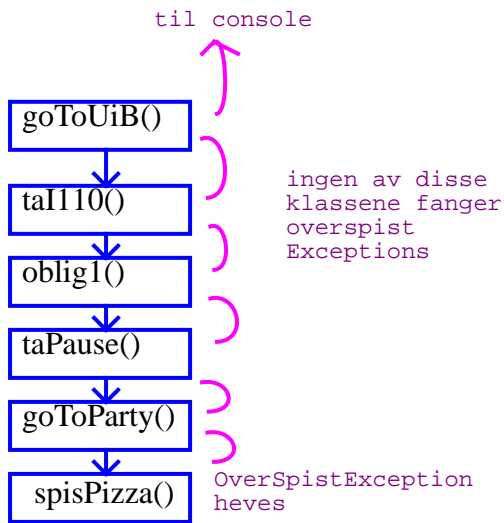 til console
goToUiB()
taI110()
ingen av disse
klassene fanger
overspist
Exceptions
oblig1()
taPause()
goToParty()
spisPizza()
OverSpistException
heves